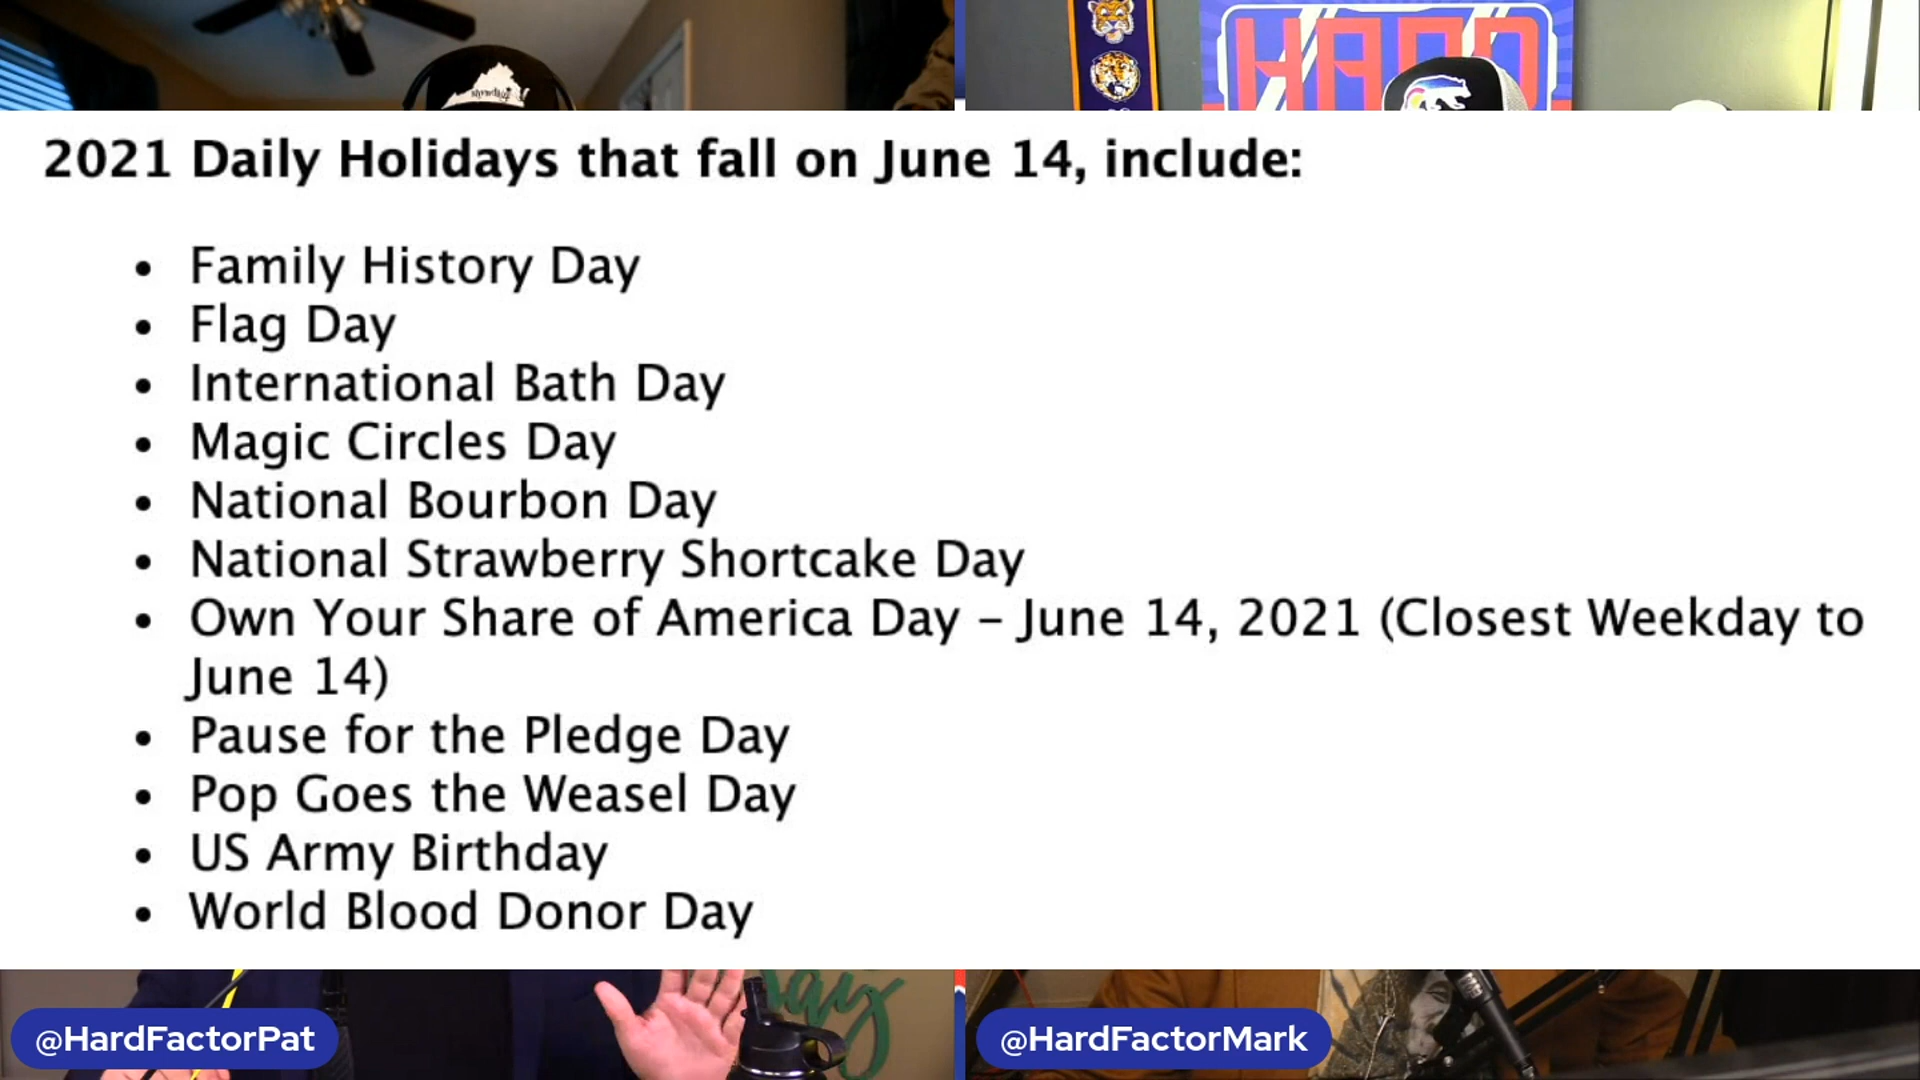 HARD
2021 Daily Holidays that fall on June 14, include:
• Family History Day
• Flag Day
• International Bath Day
• Magic Circles Day
• National Bourbon Day
• National Strawberry Shortcake Day
• Own Your Share of America Day – June 14, 2021 (Closest Weekday to
June 14)
• Pause for the Pledge Day
• Pop Goes the Weasel Day
• US Army Birthday
• World Blood Donor Day
@HardFactorPat
@HardFactorMark